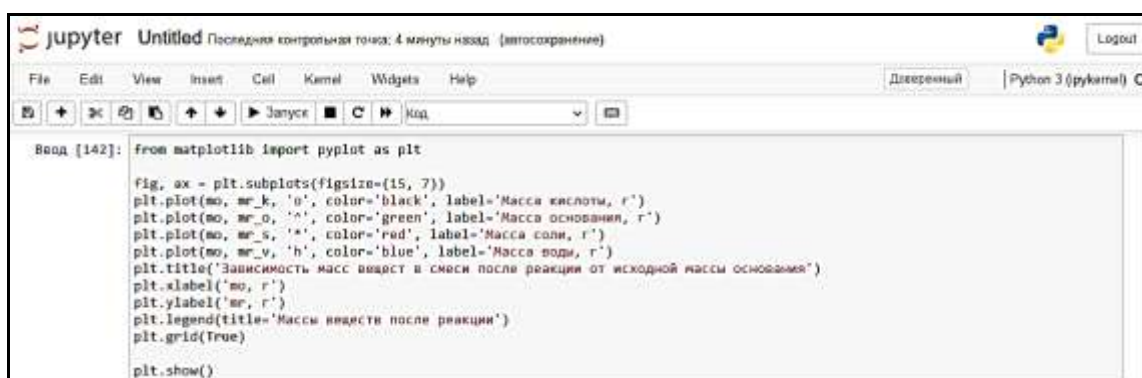 jupyter Untitled Последняя контрольная точка: 4 минуты назад (автосохранение) Logout
File Edit View Insert Cell Kernel Widgets Help Доверенный Python 3 (ipykernel)
Запуск Код
Ввод [142]: from matplotlib import pyplot as plt
fig, ax = plt.subplots(figsize=(15, 7))
plt.plot(mo, mr_k, 'o', color='black', label='Масса кислоты, г')
plt.plot(mo, mr_o, '^', color='green', label='Масса основания, г')
plt.plot(mo, mr_s, '*', color='red', label='Масса соли, г')
plt.plot(mo, mr_v, 'h', color='blue', label='Масса воды, г')
plt.title('Зависимость масс вещест в смеси после реакции от исходной массы основания')
plt.xlabel('mo, г')
plt.ylabel('mr, г')
plt.legend(title='Массы веществ после реакции')
plt.grid(True)
plt.show()